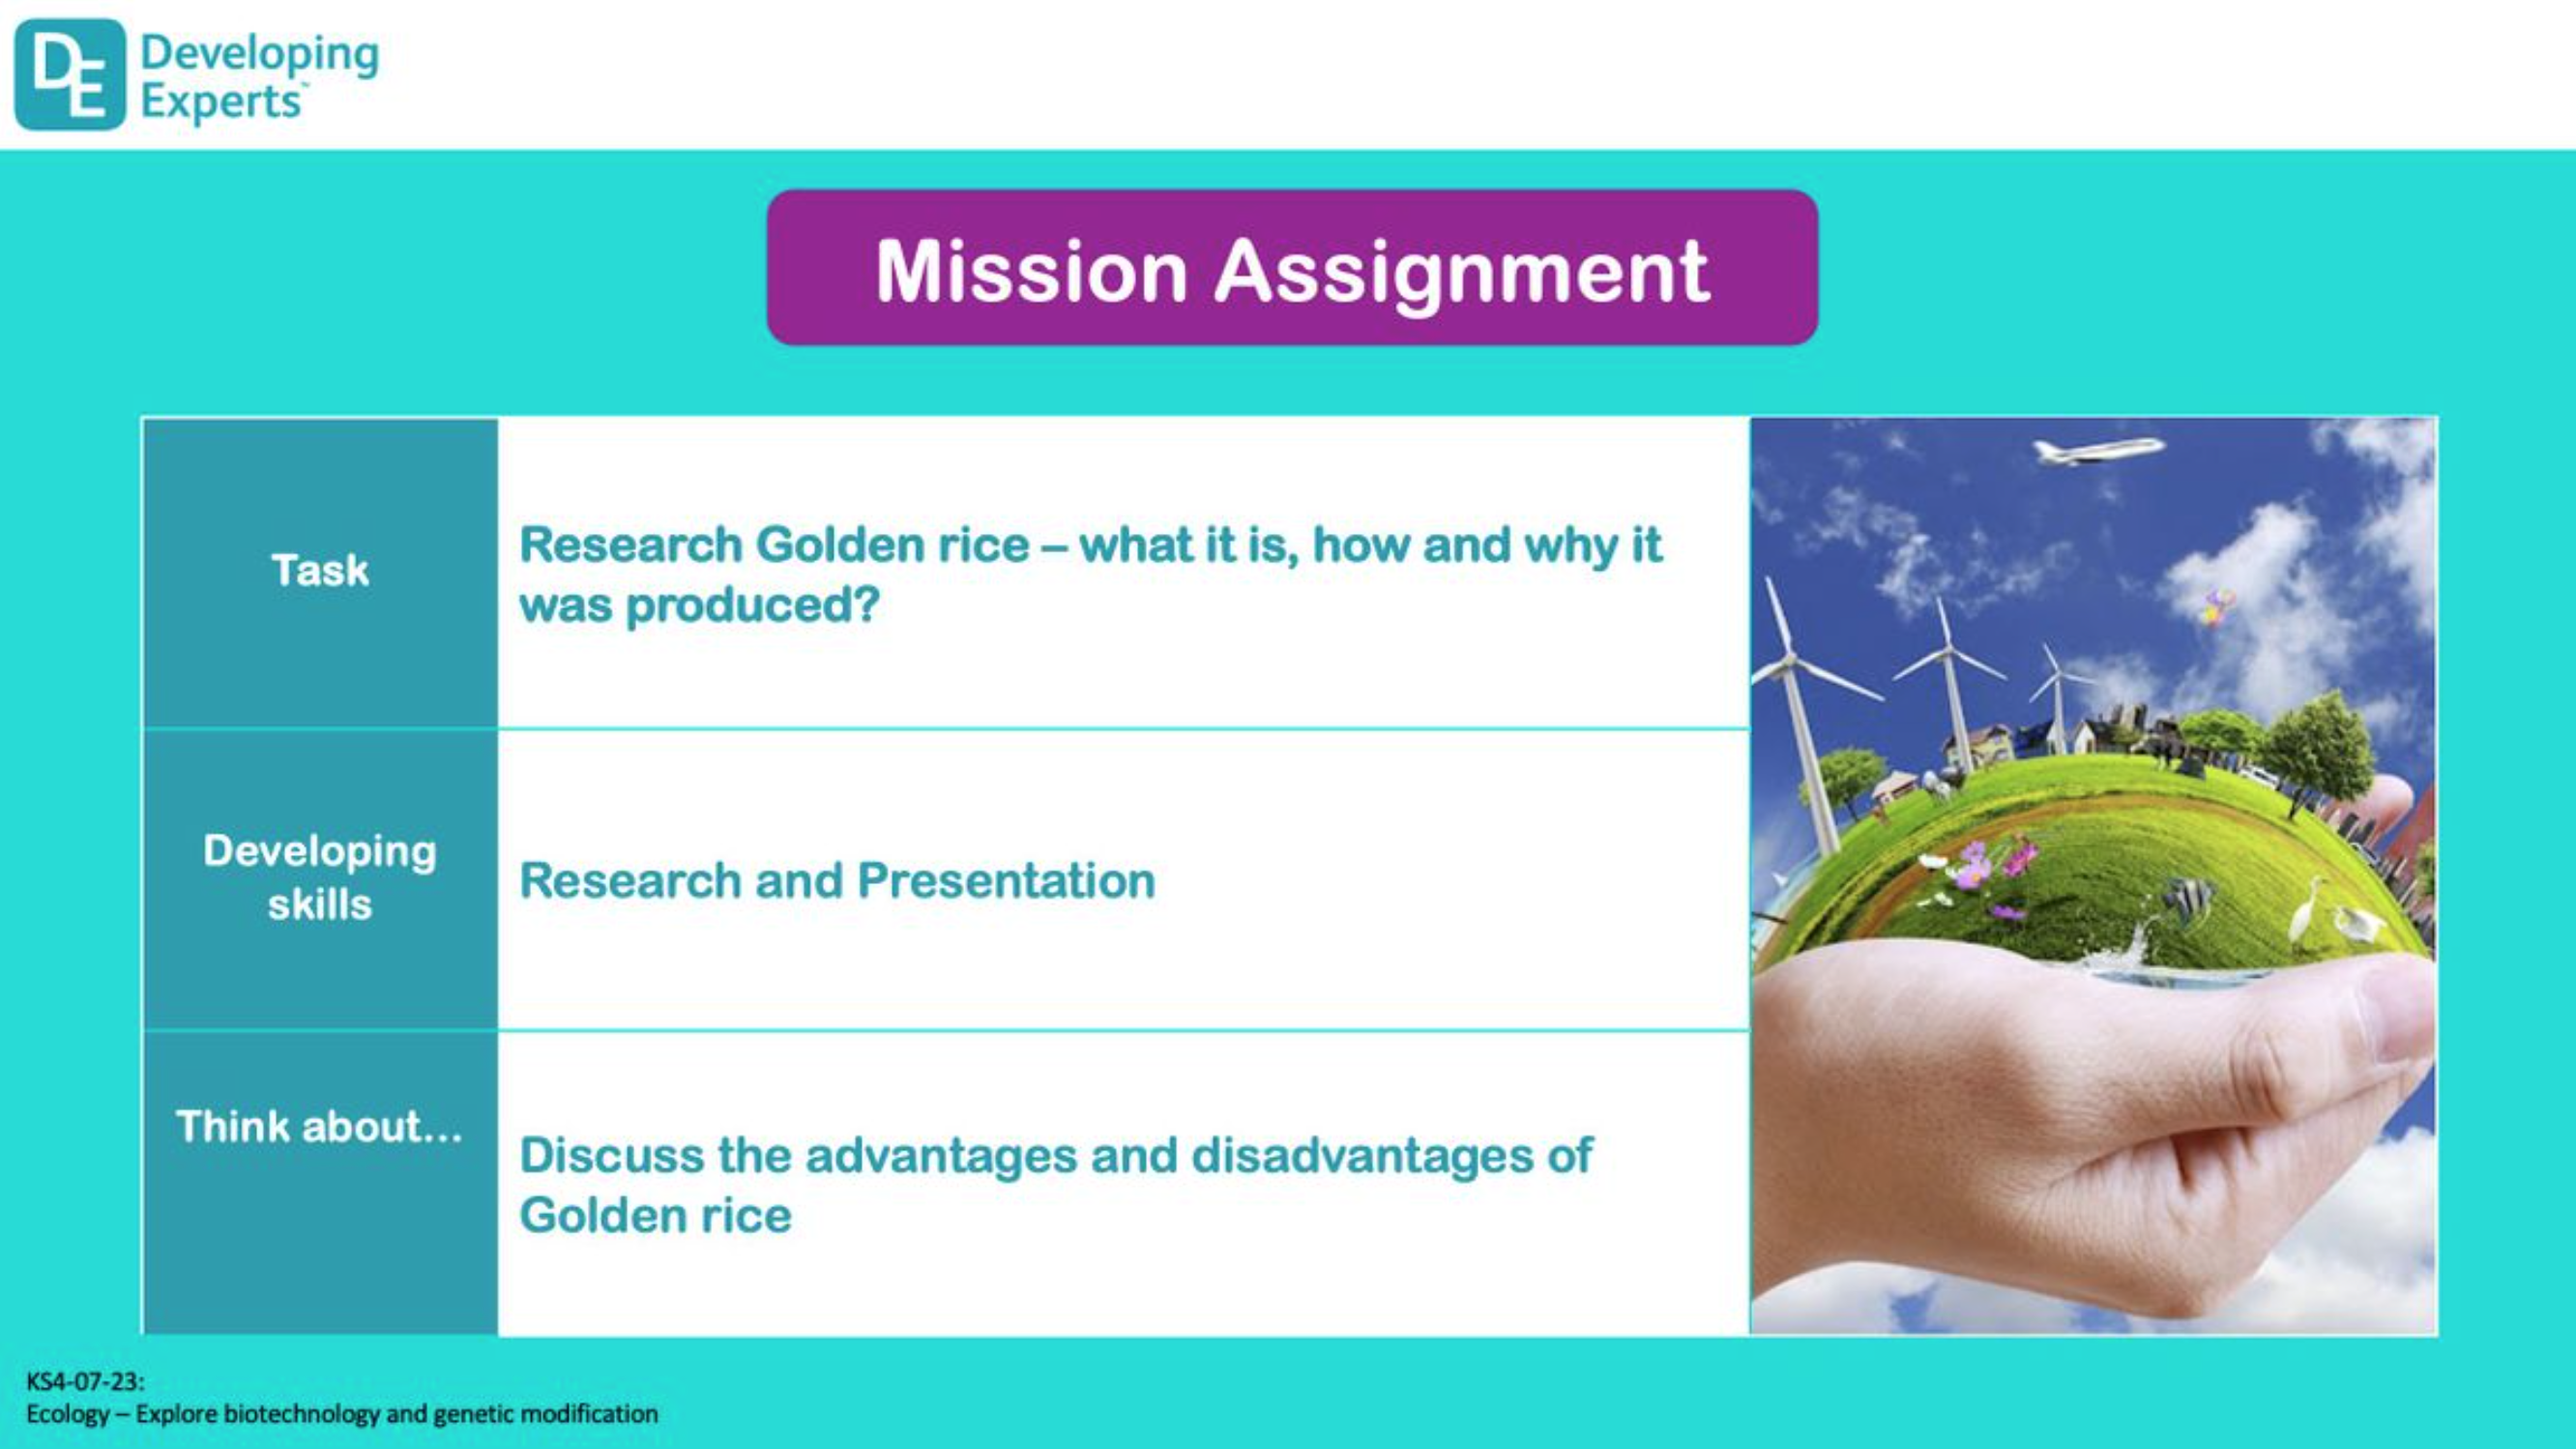 DE
Developing
Experts™
Mission Assignment
Task
Research Golden rice – what it is, how and why it
was produced?
Developing
skills
Research and Presentation
Think about...
Discuss the advantages and disadvantages of
Golden rice
KS4-07-23:
Ecology – Explore biotechnology and genetic modification